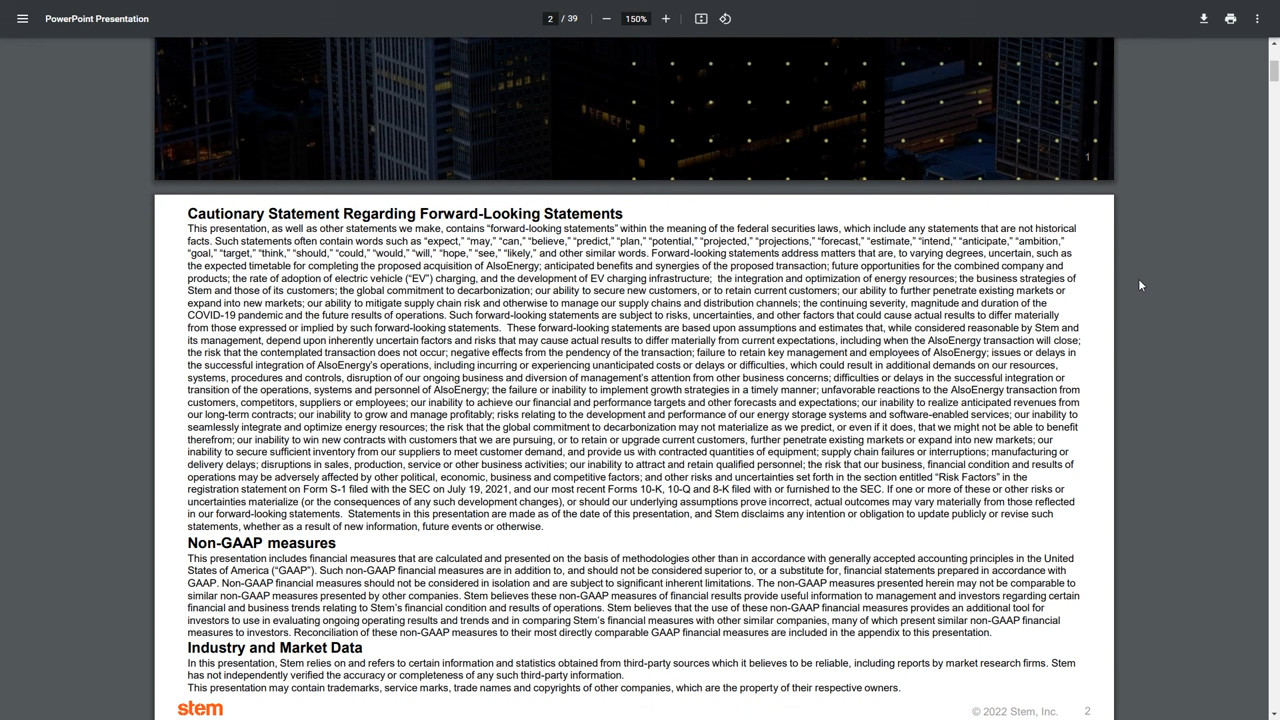 PowerPoint Presentation
2 / 39
150%
1
Cautionary Statement Regarding Forward-Looking Statements
This presentation, as well as other statements we make, contains “forward-looking statements” within the meaning of the federal securities laws, which include any statements that are not historical
facts. Such statements often contain words such as “expect,” “may,” “can,” “believe,” “predict,” “plan,” “potential,” “projected,” “projections,” “forecast,” “estimate,” “intend,” “anticipate,” “ambition,”
“goal,” “target,” “think,” “should,” “could,” “would,” “will,” “hope,” “see,” “likely,” and other similar words. Forward-looking statements address matters that are, to varying degrees, uncertain, such as
the expected timetable for completing the proposed acquisition of AlsoEnergy; anticipated benefits and synergies of the proposed transaction; future opportunities for the combined company and
products; the rate of adoption of electric vehicle (“EV”) charging, and the development of EV charging infrastructure; the integration and optimization of energy resources; the business strategies of
Stem and those of its customers; the global commitment to decarbonization; our ability to secure new customers, or to retain current customers; our ability to further penetrate existing markets or
expand into new markets; our ability to mitigate supply chain risk and otherwise to manage our supply chains and distribution channels; the continuing severity, magnitude and duration of the
COVID-19 pandemic and the future results of operations. Such forward-looking statements are subject to risks, uncertainties, and other factors that could cause actual results to differ materially
from those expressed or implied by such forward-looking statements. These forward-looking statements are based upon assumptions and estimates that, while considered reasonable by Stem and
its management, depend upon inherently uncertain factors and risks that may cause actual results to differ materially from current expectations, including when the AlsoEnergy transaction will close;
the risk that the contemplated transaction does not occur; negative effects from the pendency of the transaction; failure to retain key management and employees of AlsoEnergy; issues or delays in
the successful integration of AlsoEnergy’s operations, including incurring or experiencing unanticipated costs or delays or difficulties, which could result in additional demands on our resources,
systems, procedures and controls, disruption of our ongoing business and diversion of management’s attention from other business concerns; difficulties or delays in the successful integration or
transition of the operations, systems and personnel of AlsoEnergy; the failure or inability to implement growth strategies in a timely manner; unfavorable reactions to the AlsoEnergy transaction from
customers, competitors, suppliers or employees; our inability to achieve our financial and performance targets and other forecasts and expectations; our inability to realize anticipated revenues from
our long-term contracts; our inability to grow and manage profitably; risks relating to the development and performance of our energy storage systems and software-enabled services; our inability to
seamlessly integrate and optimize energy resources; the risk that the global commitment to decarbonization may not materialize as we predict, or even if it does, that we might not be able to benefit
therefrom; our inability to win new contracts with customers that we are pursuing, or to retain or upgrade current customers, further penetrate existing markets or expand into new markets; our
inability to secure sufficient inventory from our suppliers to meet customer demand, and provide us with contracted quantities of equipment; supply chain failures or interruptions; manufacturing or
delivery delays; disruptions in sales, production, service or other business activities; our inability to attract and retain qualified personnel; the risk that our business, financial condition and results of
operations may be adversely affected by other political, economic, business and competitive factors; and other risks and uncertainties set forth in the section entitled “Risk Factors” in the
registration statement on Form S-1 filed with the SEC on July 19, 2021, and our most recent Forms 10-K, 10-Q and 8-K filed with or furnished to the SEC. If one or more of these or other risks or
uncertainties materialize (or the consequences of any such development changes), or should our underlying assumptions prove incorrect, actual outcomes may vary materially from those reflected
in our forward-looking statements. Statements in this presentation are made as of the date of this presentation, and Stem disclaims any intention or obligation to update publicly or revise such
statements, whether as a result of new information, future events or otherwise.
Non-GAAP measures
This presentation includes financial measures that are calculated and presented on the basis of methodologies other than in accordance with generally accepted accounting principles in the United
States of America (“GAAP”). Such non-GAAP financial measures are in addition to, and should not be considered superior to, or a substitute for, financial statements prepared in accordance with
GAAP. Non-GAAP financial measures should not be considered in isolation and are subject to significant inherent limitations. The non-GAAP measures presented herein may not be comparable to
similar non-GAAP measures presented by other companies. Stem believes these non-GAAP measures of financial results provide useful information to management and investors regarding certain
financial and business trends relating to Stem’s financial condition and results of operations. Stem believes that the use of these non-GAAP financial measures provides an additional tool for
investors to use in evaluating ongoing operating results and trends and in comparing Stem’s financial measures with other similar companies, many of which present similar non-GAAP financial
measures to investors. Reconciliation of these non-GAAP measures to their most directly comparable GAAP financial measures are included in the appendix to this presentation.
Industry and Market Data
In this presentation, Stem relies on and refers to certain information and statistics obtained from third-party sources which it believes to be reliable, including reports by market research firms. Stem
has not independently verified the accuracy or completeness of any such third-party information.
This presentation may contain trademarks, service marks, trade names and copyrights of other companies, which are the property of their respective owners.
stem
© 2022 Stem, Inc.
2